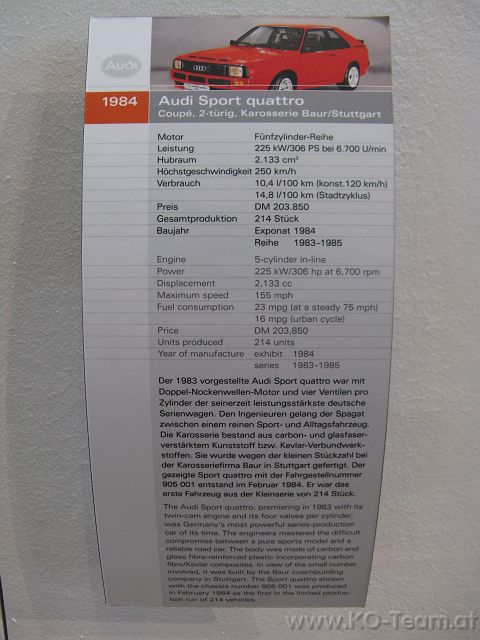 Audi
1984
Audi Sport quattro
Coupé, 2-türig, Karosserie Baur/Stuttgart
Motor Fünfzylinder-Reihe
Leistung 225 kW/306 PS bei 6.700 U/min
Hubraum 2.133 cm³
Höchstgeschwindigkeit 250 km/h
Verbrauch 10,4 l/100 km (konst.120 km/h)
14,8 l/100 km (Stadtzyklus)
Preis DM 203.850
Gesamtproduktion 214 Stück
Baujahr Exponat 1984
Reihe 1983-1985
Engine 5-cylinder in-line
Power 225 kW/306 hp at 6,700 rpm
Displacement 2,133 cc
Maximum speed 155 mph
Fuel consumption 23 mpg (at a steady 75 mph)
16 mpg (urban cycle)
Price DM 203,850
Units produced 214 units
Year of manufacture exhibit 1984
series 1983-1985
Der 1983 vorgestellte Audi Sport quattro war mit
Doppel-Nockenwellen-Motor und vier Ventilen pro
Zylinder der seinerzeit leistungsstärkste deutsche
Serienwagen. Den Ingenieuren gelang der Spagat
zwischen einem reinen Sport- und Alltagsfahrzeug.
Die Karosserie bestand aus carbon- und glasfaser-
verstärktem Kunststoff bzw. Kevlar-Verbundwerk-
stoffen. Sie wurde wegen der kleinen Stückzahl bei
der Karosseriefirma Baur in Stuttgart gefertigt. Der
gezeigte Sport quattro mit der Fahrgestellnummer
905 001 entstand im Februar 1984. Er war das
erste Fahrzeug aus der Kleinserie von 214 Stück.
The Audi Sport quattro, premiering in 1983 with its
twin-cam engine and its four valves per cylinder,
was Germany's most powerful series-production
car of its time. The engineers mastered the difficult
compromise between a pure sports model and a
reliable road car. The body was made of carbon and
glass fibre-reinforced plastic incorporating carbon
fibre/Kevlar composites. In view of the small number
involved, it was built by the Baur coachbuilding
company in Stuttgart. The Sport quattro shown
with the chassis number 905 001 was produced
in February 1984 as the first in the limited produc-
tion run of 214 vehicles.
www.KO-Team.at